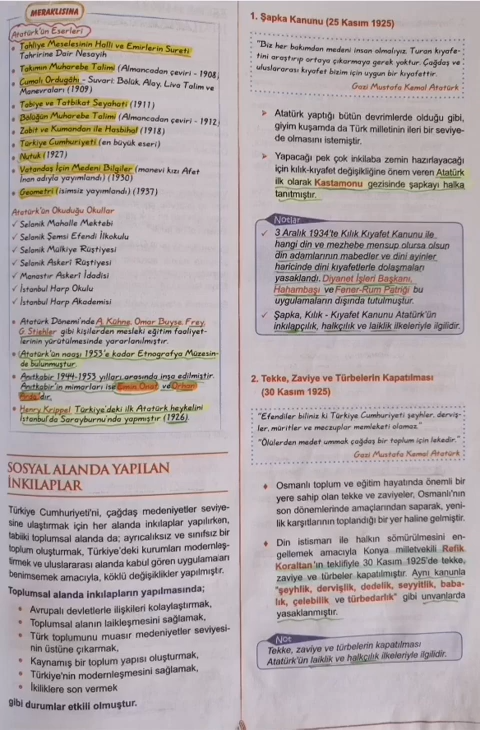 MERAKLISINA
Atatürk'ün Eserleri
Tahliye Meselesinin Halli ve Emirlerin Sureti
Tahririne Dair Nesayih
Takımın Muharebe Talimi (Almancadan çeviri - 1908)
Cumalı Ordugâhı - Suvari: Bölük, Alay, Liva Talim ve
Manevraları (1909)
Tabiye ve Tatbikat Seyahati (1911)
Bölüğün Muharebe Talimi (Almancadan çeviri - 1912)
Zabit ve Kumandan ile Hasbihal (1918)
Türkiye Cumhuriyeti (en büyük eseri)
Nutuk (1927)
Vatandaş İçin Medeni Bilgiler (manevi kızı Afet
İnan adıyla yayımlandı) (1930)
Geometri (isimsiz yayımlandı) (1937)
Atatürk'ün Okuduğu Okullar
✓ Selanik Mahalle Mektebi
✓ Selanik Şemsi Efendi İlkokulu
✓ Selanik Mülkiye Rüştiyesi
✓ Selanik Askerî Rüştiyesi
✓ Manastır Askerî İdadisi
✓ İstanbul Harp Okulu
✓ İstanbul Harp Akademisi
• Atatürk Dönemi'nde A. Kühne, Omar Buyse, Frey,
G. Stiehler gibi kişilerden mesleki eğitim faaliyet-
lerinin yürütülmesinde yararlanılmıştır.
• Atatürk'ün naaşı 1953'e kadar Etnografya Müzesin-
de bulunmuştur.
• Anıtkabir 1944-1953 yılları arasında inşa edilmiştir.
Anıtkabir'in mimarları ise Emin Onat ve Orhan
Arda'dır.
• Henry Krippel Türkiye'deki ilk Atatürk heykelini
İstanbul'da Sarayburnu'nda yapmıştır (1926).
SOSYAL ALANDA YAPILAN
İNKILAPLAR
Türkiye Cumhuriyeti'ni, çağdaş medeniyetler seviye-
sine ulaştırmak için her alanda inkılaplar yapılırken,
tabiiki toplumsal alanda da; ayrıcalıksız ve sınıfsız bir
toplum oluşturmak, Türkiye'deki kurumları modernleş-
tirmek ve uluslararası alanda kabul gören uygulamaları
benimsemek amacıyla, köklü değişiklikler yapılmıştır.
Toplumsal alanda inkılapların yapılmasında;
• Avrupalı devletlerle ilişkileri kolaylaştırmak,
• Toplumsal alanın laikleşmesini sağlamak,
• Türk toplumunu muasır medeniyetler seviyesi-
nin üstüne çıkarmak,
• Kaynamış bir toplum yapısı oluşturmak,
• Türkiye'nin modernleşmesini sağlamak,
• İkiliklere son vermek
gibi durumlar etkili olmuştur.
1. Şapka Kanunu (25 Kasım 1925)
"Biz her bakımdan medeni insan olmalıyız. Turan kıyafe-
tini araştırıp ortaya çıkarmaya gerek yoktur. Çağdaş ve
uluslararası kıyafet bizim için uygun bir kıyafettir.
Gazi Mustafa Kemal Atatürk
➤ Atatürk yaptığı bütün devrimlerde olduğu gibi,
giyim kuşamda da Türk milletinin ileri bir seviye-
de olmasını istemiştir.
➤ Yapacağı pek çok inkılaba zemin hazırlayacağı
için kılık-kıyafet değişikliğine önem veren Atatürk
ilk olarak Kastamonu gezisinde şapkayı halka
tanıtmıştır.
Notlar
✓ 3 Aralık 1934'te Kılık Kıyafet Kanunu ile
hangi din ve mezhebe mensup olursa olsun
din adamlarının mabedler ve dini ayinler
haricinde dini kıyafetlerle dolaşmaları
yasaklandı. Diyanet İşleri Başkanı,
Hahambaşı ve Fener-Rum Patriği bu
uygulamaların dışında tutulmuştur.
✓ Şapka, Kılık - Kıyafet Kanunu Atatürk'ün
inkılapçılık, halkçılık ve laiklik ilkeleriyle ilgilidir.
2. Tekke, Zaviye ve Türbelerin Kapatılması
(30 Kasım 1925)
"Efendiler biliniz ki Türkiye Cumhuriyeti şeyhler, derviş-
ler, müritler ve meczuplar memleketi olamaz."
"Ölülerden medet ummak çağdaş bir toplum için lekedir."
Gazi Mustafa Kemal Atatürk
♦ Osmanlı toplum ve eğitim hayatında önemli bir
yere sahip olan tekke ve zaviyeler, Osmanlı'nın
son dönemlerinde amaçlarından saparak, yeni-
lik karşıtlarının toplandığı bir yer haline gelmiştir.
♦ Din istismarı ile halkın sömürülmesini en-
gellemek amacıyla Konya milletvekili Refik
Koraltan'ın teklifiyle 30 Kasım 1925'de tekke,
zaviye ve türbeler kapatılmıştır. Aynı kanunla
"şeyhlik, dervişlik, dedelik, seyyitlik, baba-
lık, çelebilik ve türbedarlık" gibi unvanlarda
yasaklanmıştır.
Not
Tekke, zaviye ve türbelerin kapatılması
Atatürk'ün laiklik ve halkçılık ilkeleriyle ilgilidir.